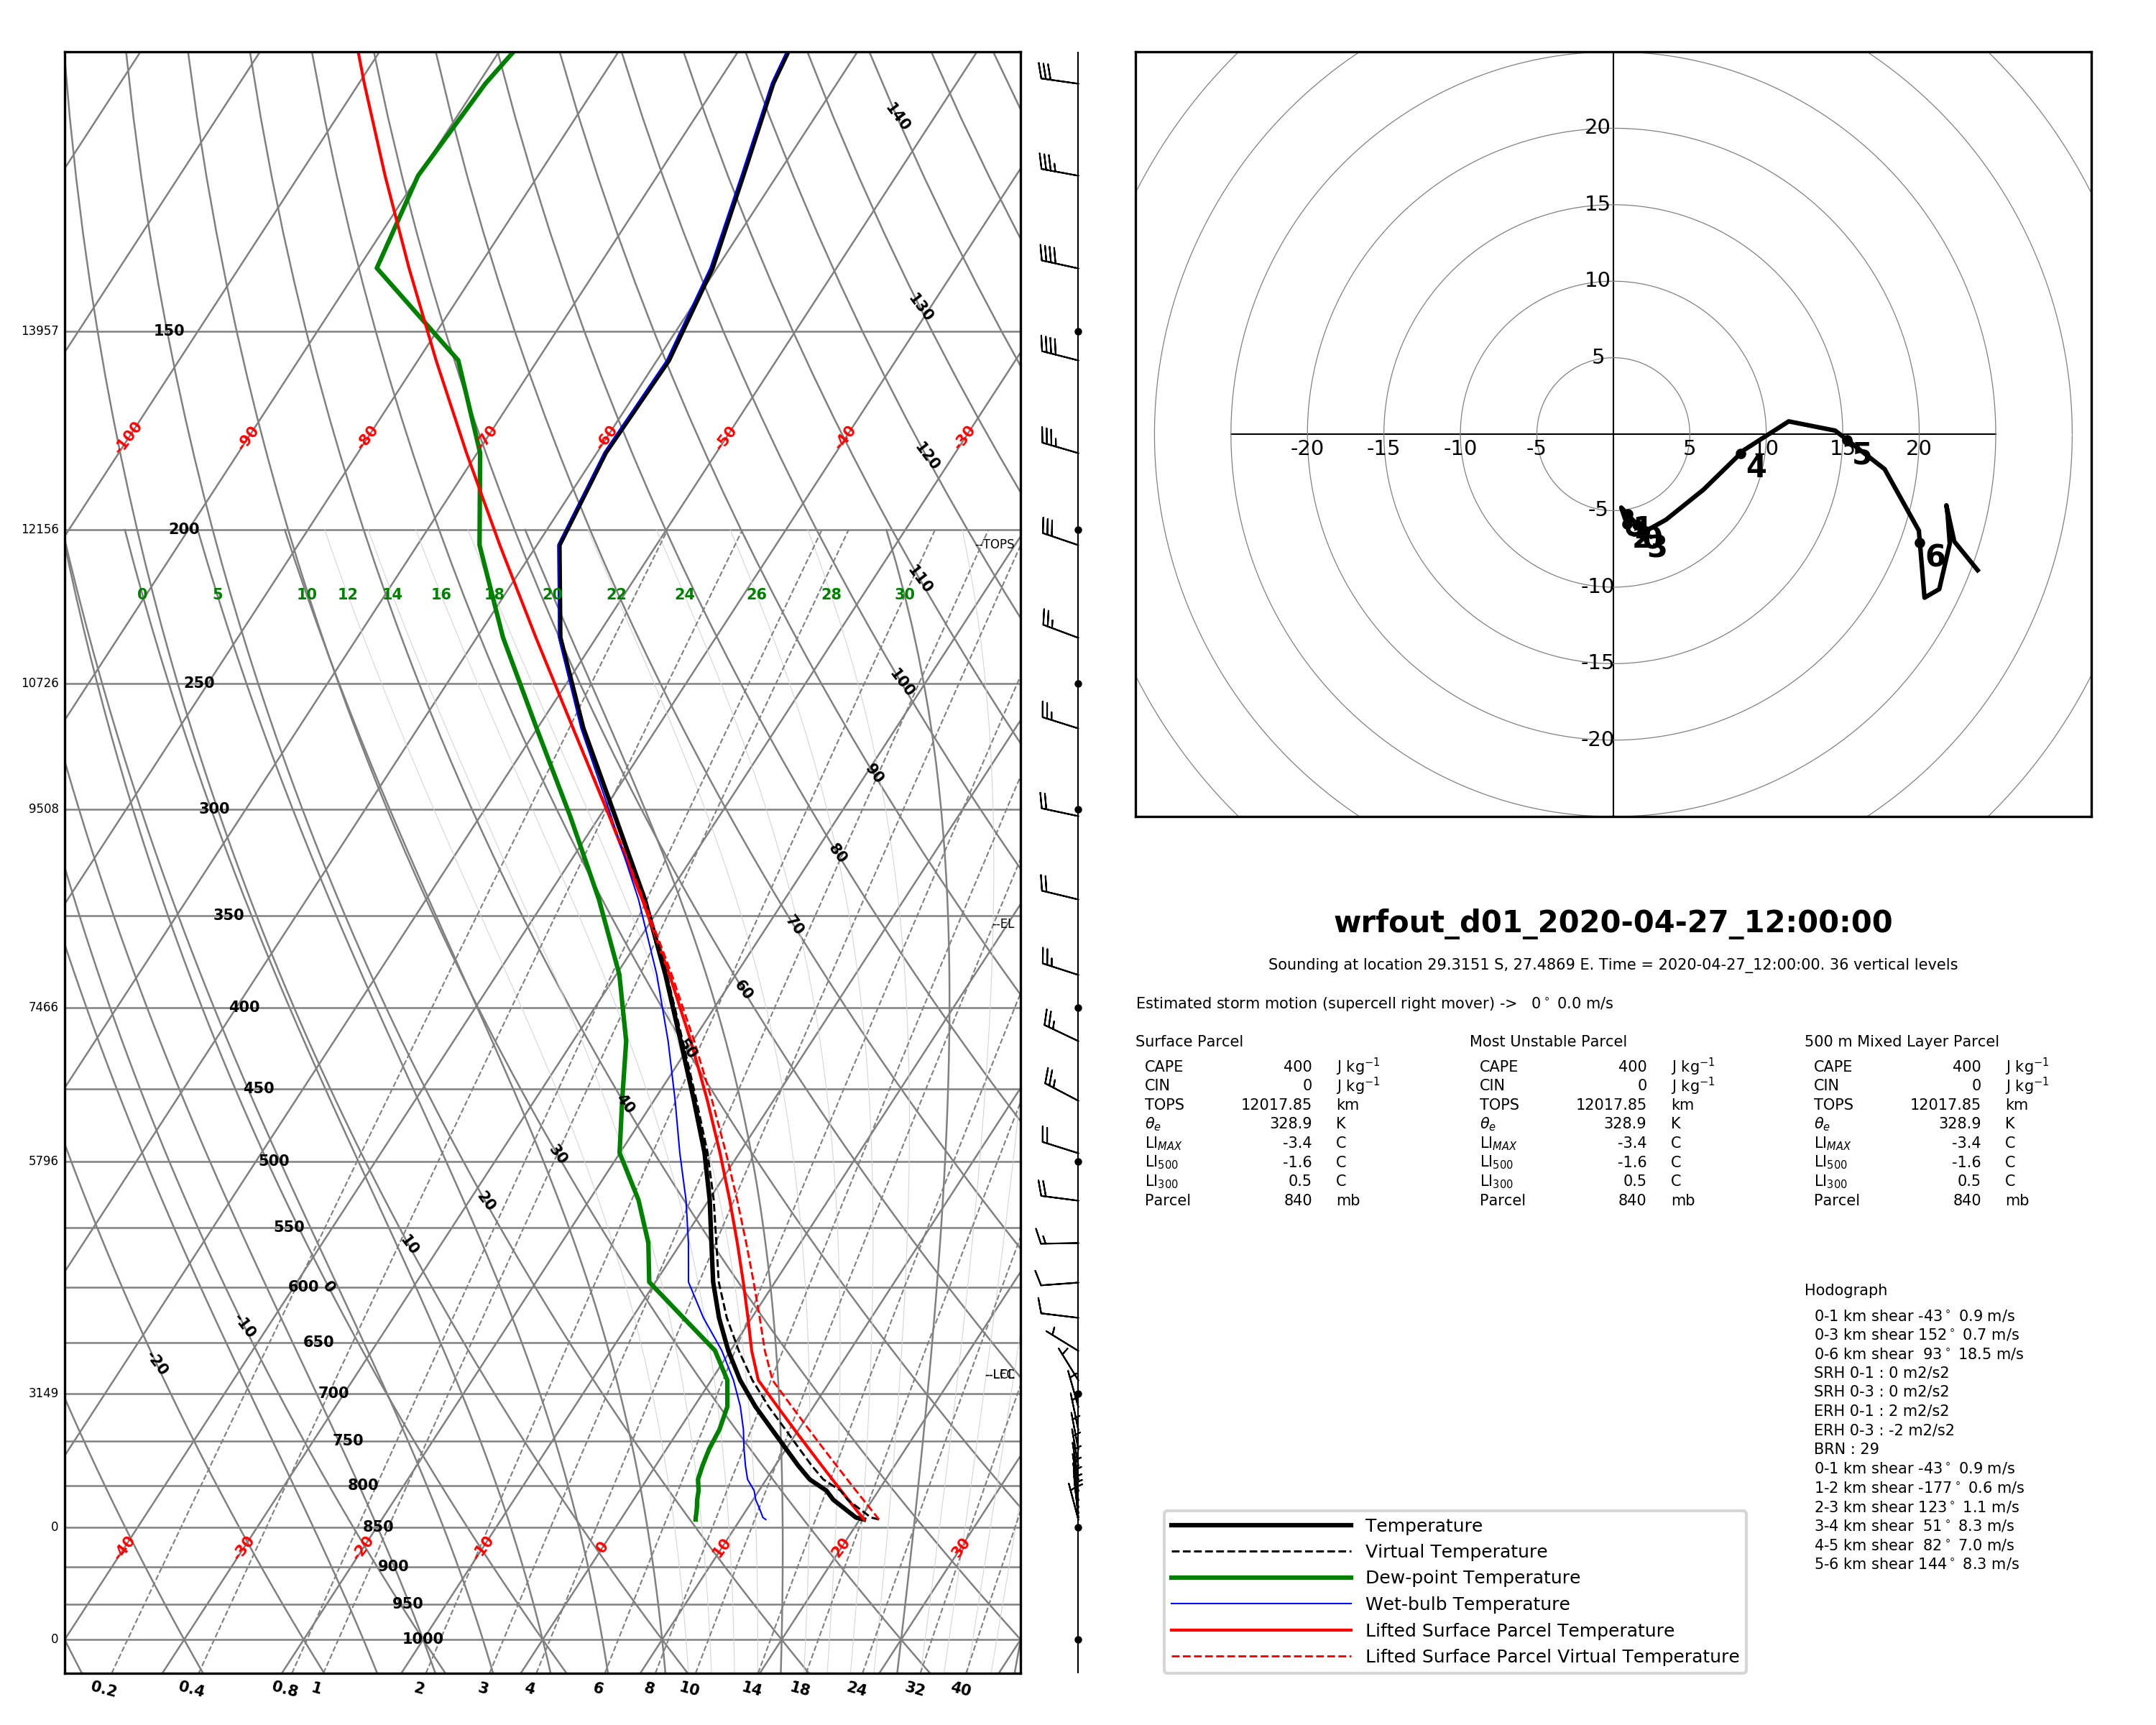 140
130
13957 150
-100 -90 -80 -70 -60 -50 -40 -30
120
12156 200
--TOPS
110
0 5 10 12 14 16 18 20 22 24 26 28 30
10726 250
100
90
9508 300
80
350
70
--EL
60
7466 400
50
450
40
30
5796 500
20
550
10
600 0
-10
650
-20
3149 700
750
800
0 850
-40 -30 -20 -10 0 10 20 30
900
950
0 1000
0.2 0.4 0.8 1 2 3 4 6 8 10 14 18 24 32 40
20
15
10
5
-20 -15 -10 -5 5 10 15 20
-5
-10
-15
-20
3
4
5
6
wrfout_d01_2020-04-27_12:00:00
Sounding at location 29.3151 S, 27.4869 E. Time = 2020-04-27_12:00:00. 36 vertical levels
Estimated storm motion (supercell right mover) -> 0° 0.0 m/s
Surface Parcel
CAPE 400 J kg⁻¹
CIN 0 J kg⁻¹
TOPS 12017.85 km
θₑ 328.9 K
LI_MAX -3.4 C
LI₅₀₀ -1.6 C
LI₃₀₀ 0.5 C
Parcel 840 mb
Most Unstable Parcel
CAPE 400 J kg⁻¹
CIN 0 J kg⁻¹
TOPS 12017.85 km
θₑ 328.9 K
LI_MAX -3.4 C
LI₅₀₀ -1.6 C
LI₃₀₀ 0.5 C
Parcel 840 mb
500 m Mixed Layer Parcel
CAPE 400 J kg⁻¹
CIN 0 J kg⁻¹
TOPS 12017.85 km
θₑ 328.9 K
LI_MAX -3.4 C
LI₅₀₀ -1.6 C
LI₃₀₀ 0.5 C
Parcel 840 mb
Hodograph
0-1 km shear -43° 0.9 m/s
0-3 km shear 152° 0.7 m/s
0-6 km shear 93° 18.5 m/s
SRH 0-1 : 0 m2/s2
SRH 0-3 : 0 m2/s2
ERH 0-1 : 2 m2/s2
ERH 0-3 : -2 m2/s2
BRN : 29
0-1 km shear -43° 0.9 m/s
1-2 km shear -177° 0.6 m/s
2-3 km shear 123° 1.1 m/s
3-4 km shear 51° 8.3 m/s
4-5 km shear 82° 7.0 m/s
5-6 km shear 144° 8.3 m/s
Temperature
Virtual Temperature
Dew-point Temperature
Wet-bulb Temperature
Lifted Surface Parcel Temperature
Lifted Surface Parcel Virtual Temperature